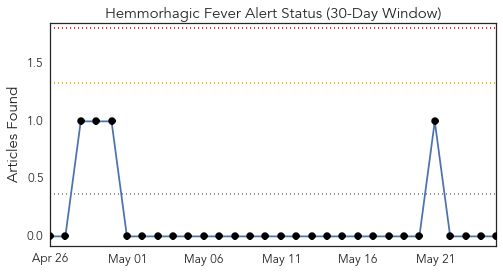 Hemmorhagic Fever Alert Status (30-Day Window)
Articles Found
1.5
1.0
0.5
0.0
Apr 26 May 01 May 06 May 11 May 16 May 21